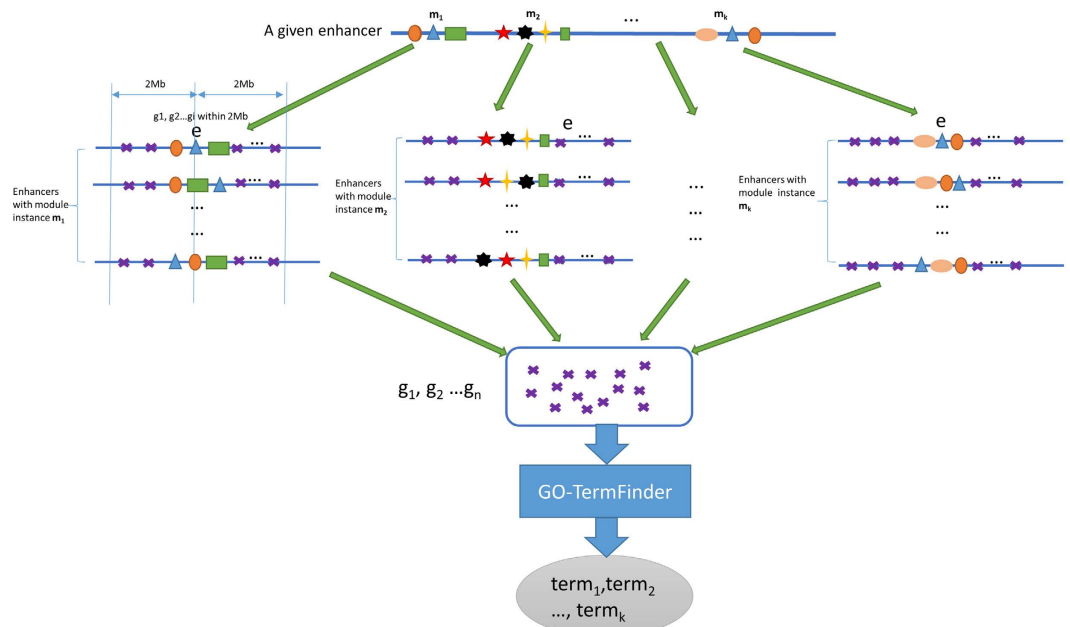 m1 m2 ... mk
A given enhancer
2Mb 2Mb
g1, g2...gi within 2Mb
e
...
...
Enhancers
with module
instance m1
...
...
...
e
...
...
Enhancers
with module
instance m2
...
...
...
...
...
...
e
...
...
Enhancers with
module instance
mk
...
...
...
g1, g2 ...gn
GO-TermFinder
term1,term2
..., termk